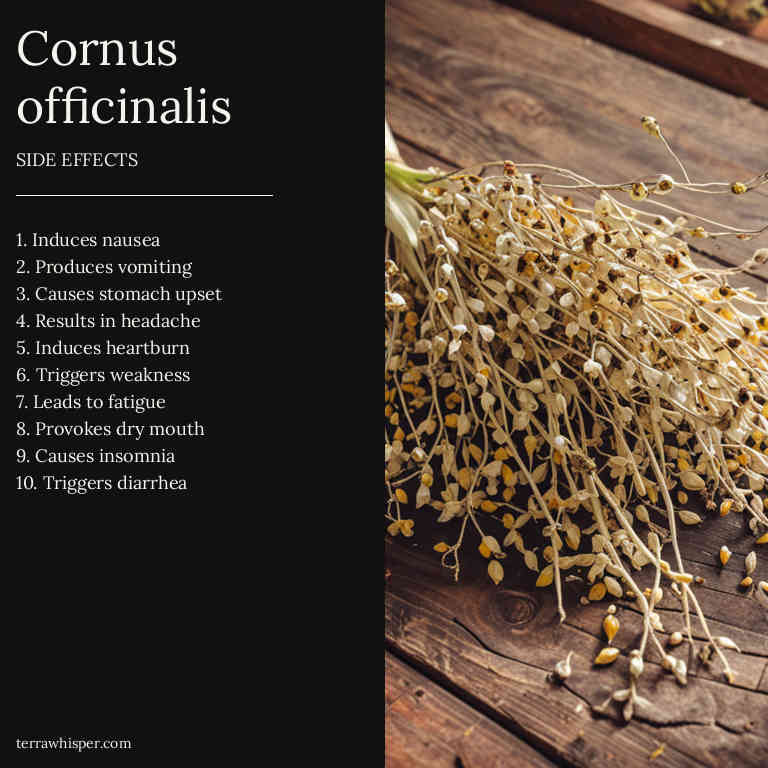 Cornus
officinalis
SIDE EFFECTS
1. Induces nausea
2. Produces vomiting
3. Causes stomach upset
4. Results in headache
5. Induces heartburn
6. Triggers weakness
7. Leads to fatigue
8. Provokes dry mouth
9. Causes insomnia
10. Triggers diarrhea
terrawhisper.com